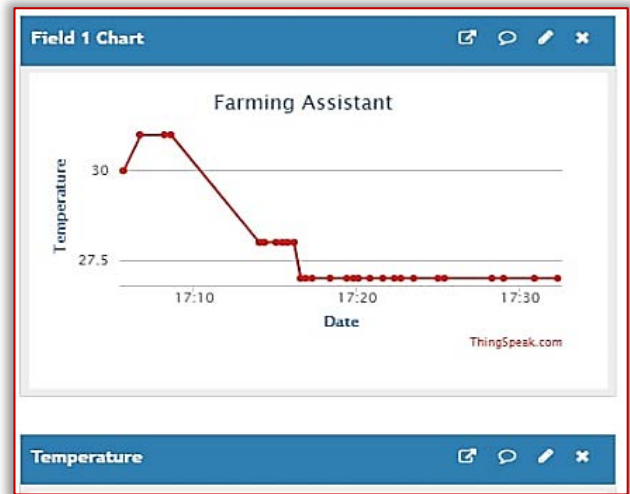 Field 1 Chart
Farming Assistant
Temperature
30
27.5
17:10 17:20 17:30
Date
ThingSpeak.com
Temperature